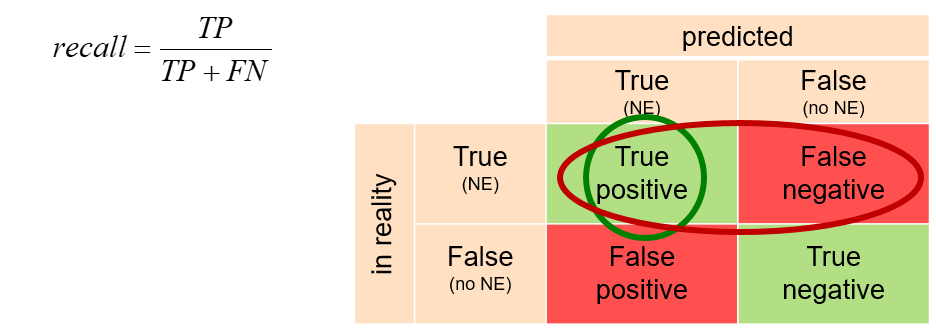 recall = TP / TP + FN
predicted
True
(NE)
False
(no NE)
in reality
True
(NE)
True
positive
False
negative
False
(no NE)
False
positive
True
negative